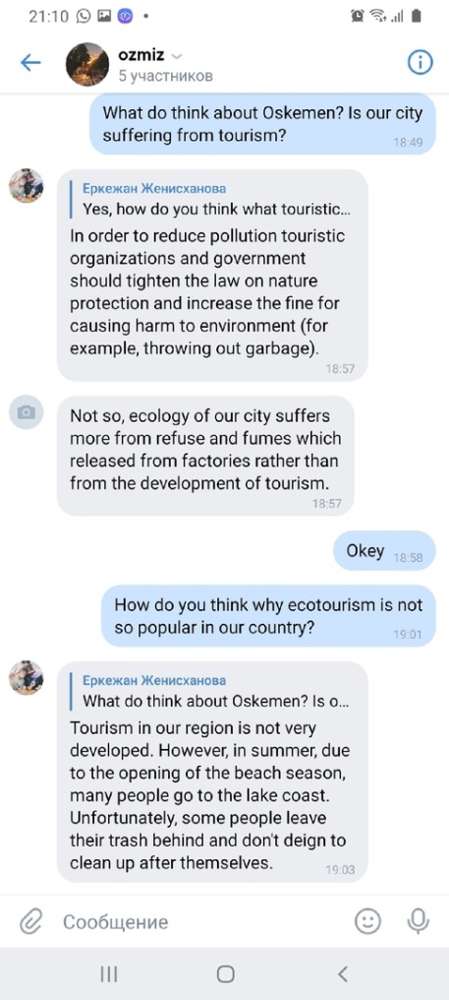 21:10
ozmiz
5 участников
What do think about Oskemen? Is our city
suffering from tourism?
18:49
Еркежан Женисханова
Yes, how do you think what touristic...
In order to reduce pollution touristic
organizations and government
should tighten the law on nature
protection and increase the fine for
causing harm to environment (for
example, throwing out garbage).
18:57
Not so, ecology of our city suffers
more from refuse and fumes which
released from factories rather than
from the development of tourism.
18:57
Okey 18:58
How do you think why ecotourism is not
so popular in our country?
19:01
Еркежан Женисханова
What do think about Oskemen? Is o...
Tourism in our region is not very
developed. However, in summer, due
to the opening of the beach season,
many people go to the lake coast.
Unfortunately, some people leave
their trash behind and don't deign to
clean up after themselves.
19:03
Сообщение